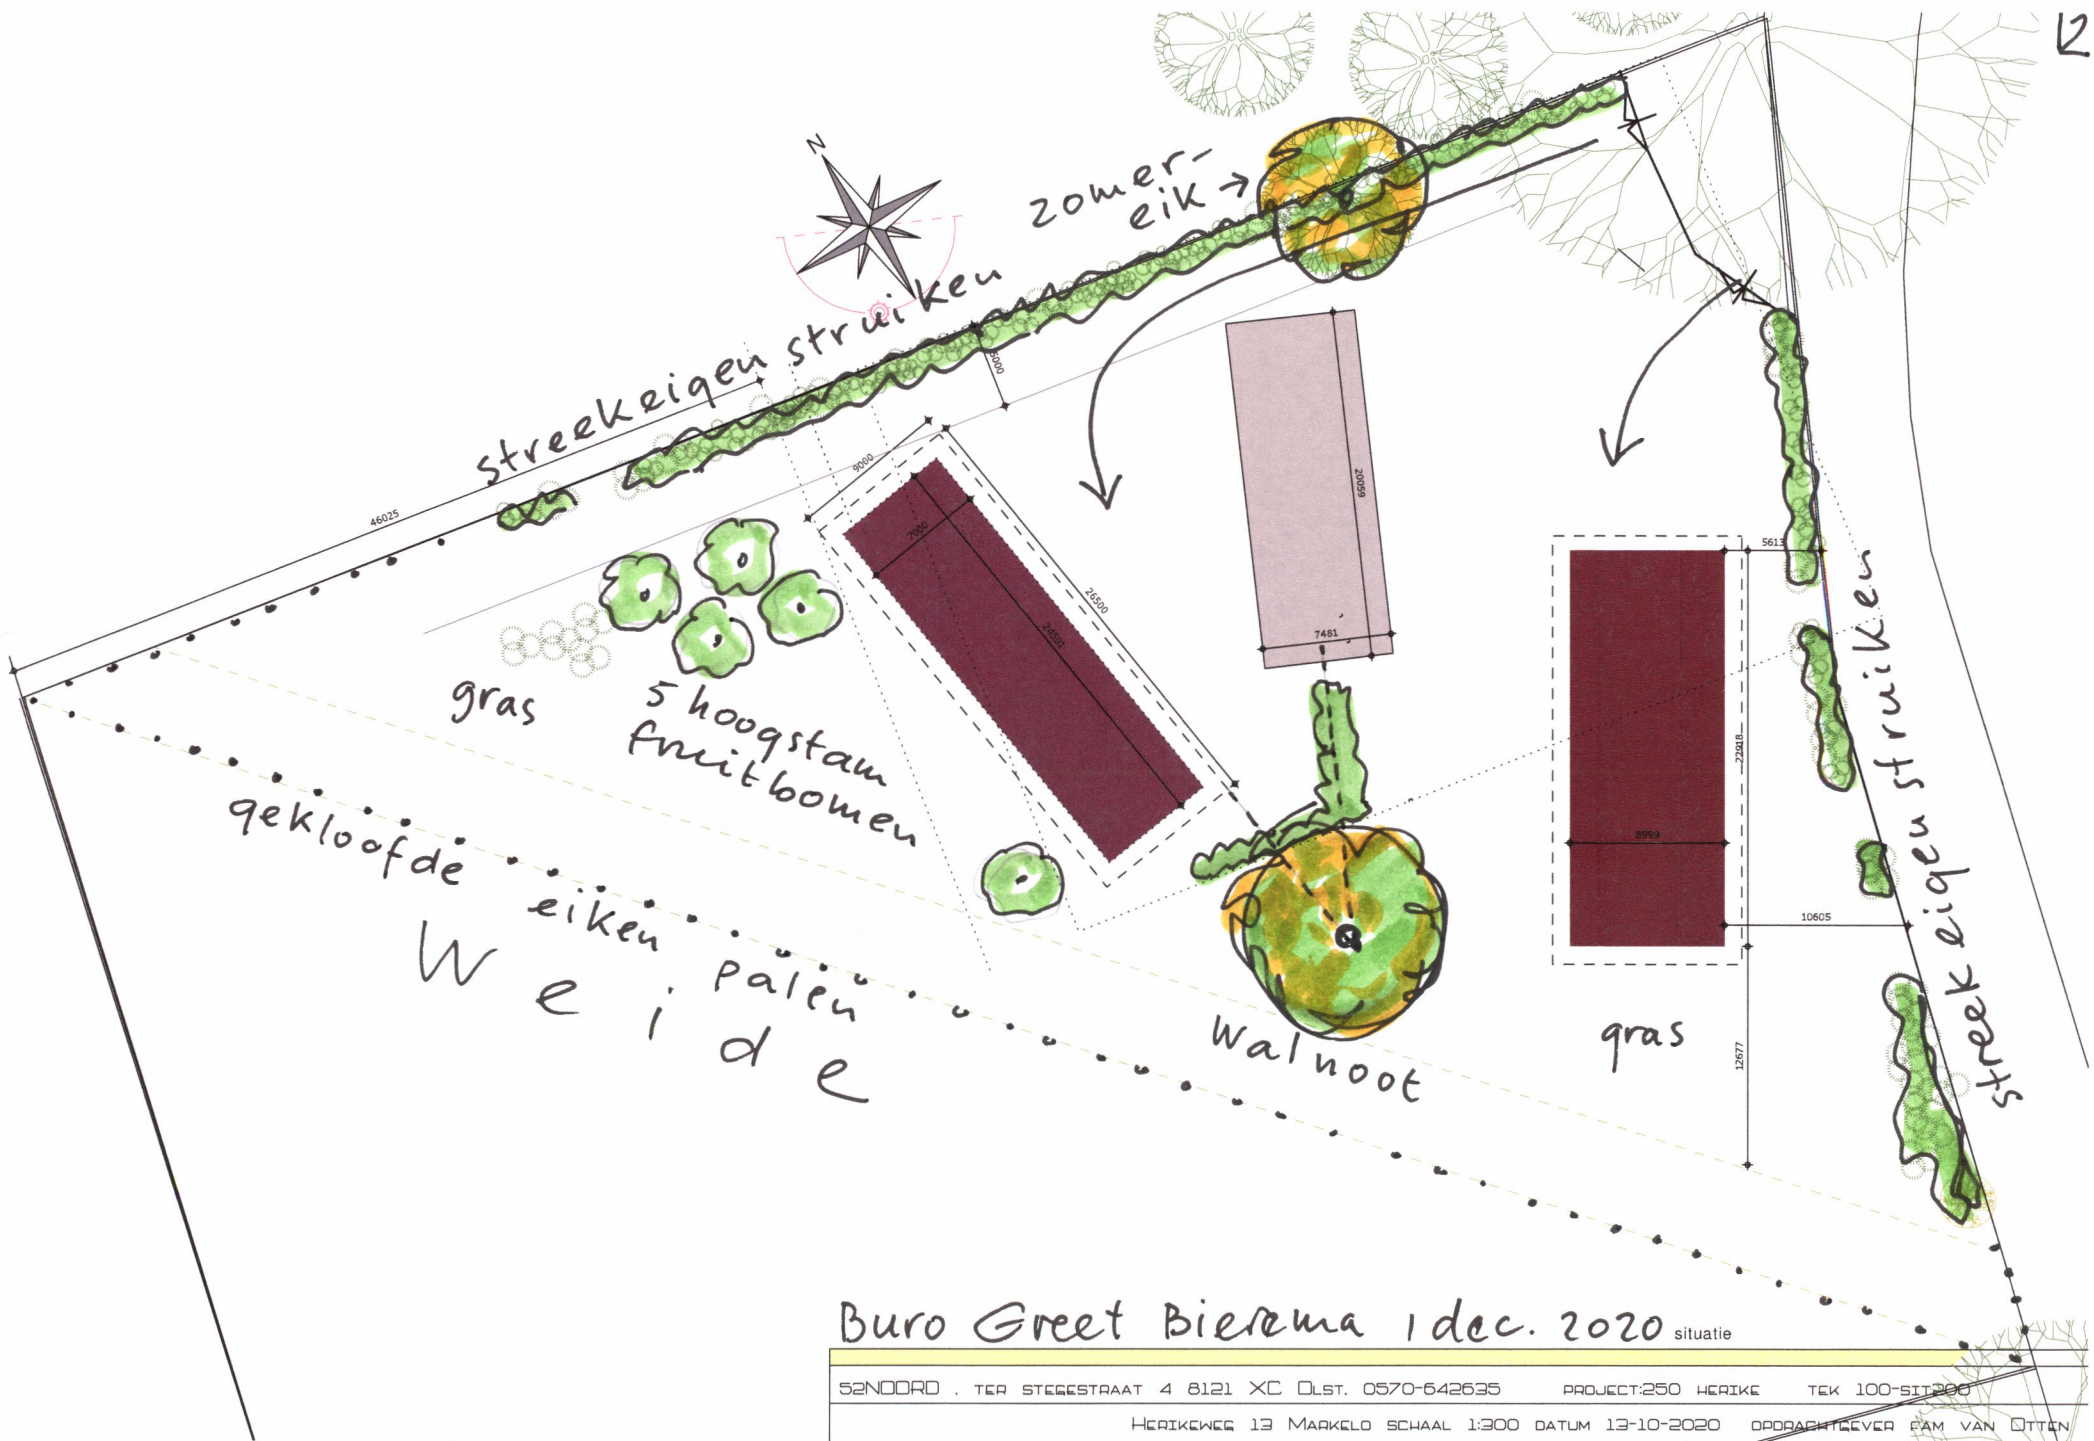 N
zomer-
eik →
streekeigen struiken
46025
5000
9000
7000
24501
26500
20059
7481
5613
22918
8999
10605
12677
gras
5 hoogstam
fruitbomen
gekloofde eiken palen
Weide
Walnoot
gras
streekeigen struiken
Buro Greet Bierema 1 dec. 2020 situatie
52NOORD . TER STEGESTRAAT 4 8121 XC OLST. 0570-642635 PROJECT:250 HERIKE TEK 100-SIT200
HERIKEWEG 13 MARKELO SCHAAL 1:300 DATUM 13-10-2020 OPDRACHTGEVER FAM VAN OTTEN